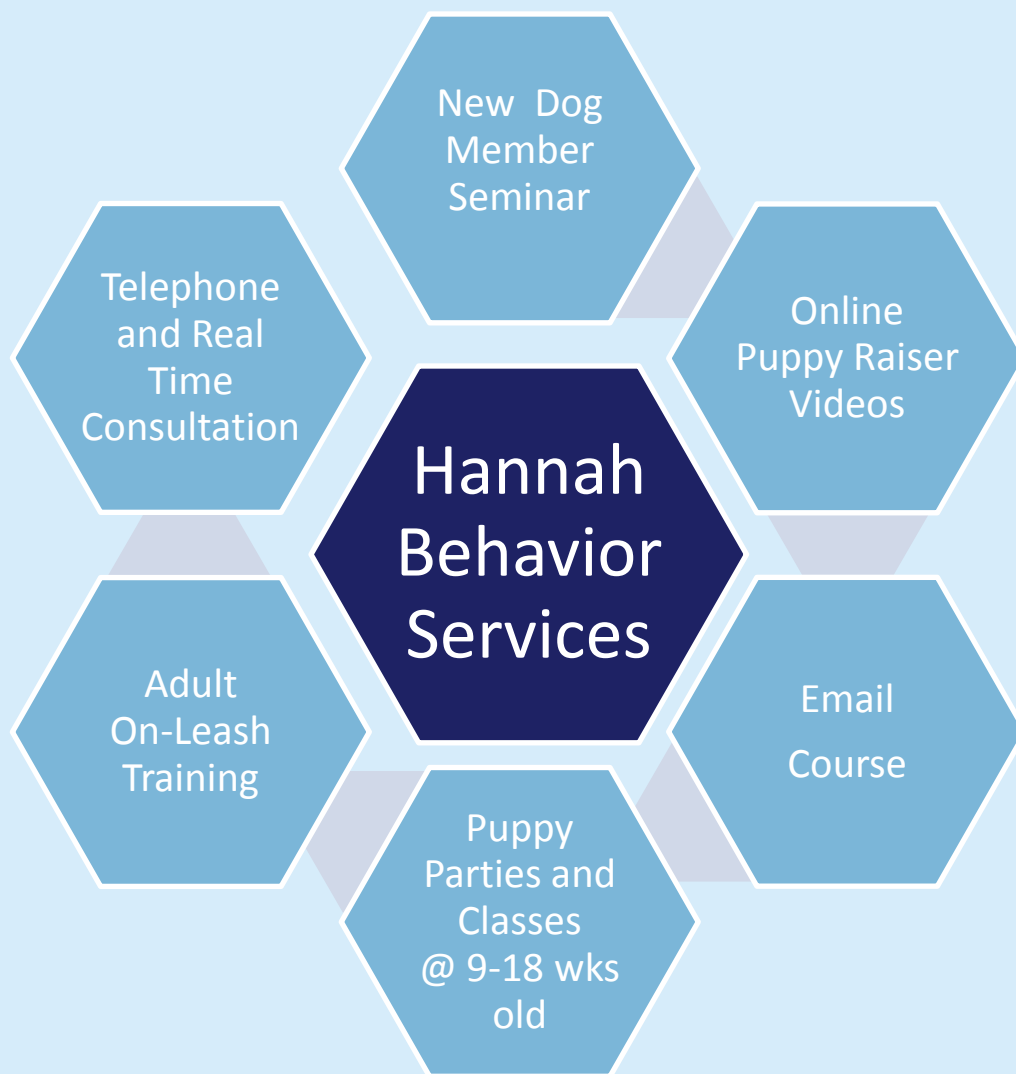 New Dog
Member
Seminar
Online
Puppy Raiser
Videos
Email
Course
Puppy
Parties and
Classes
@ 9-18 wks
old
Adult
On-Leash
Training
Telephone
and Real
Time
Consultation
Hannah
Behavior
Services